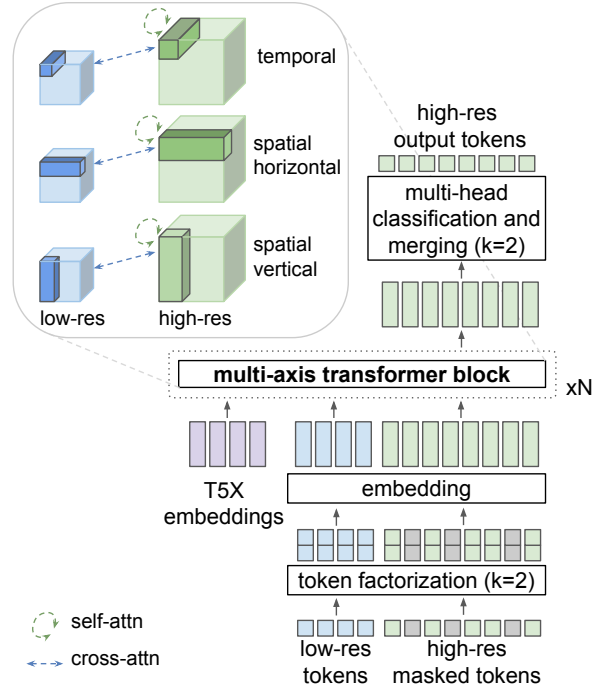 temporal
spatial
horizontal
spatial
vertical
low-res
high-res
high-res
output tokens
multi-head
classification and
merging (k=2)
multi-axis transformer block
xN
T5X
embeddings
embedding
token factorization (k=2)
low-res
tokens
high-res
masked tokens
self-attn
cross-attn